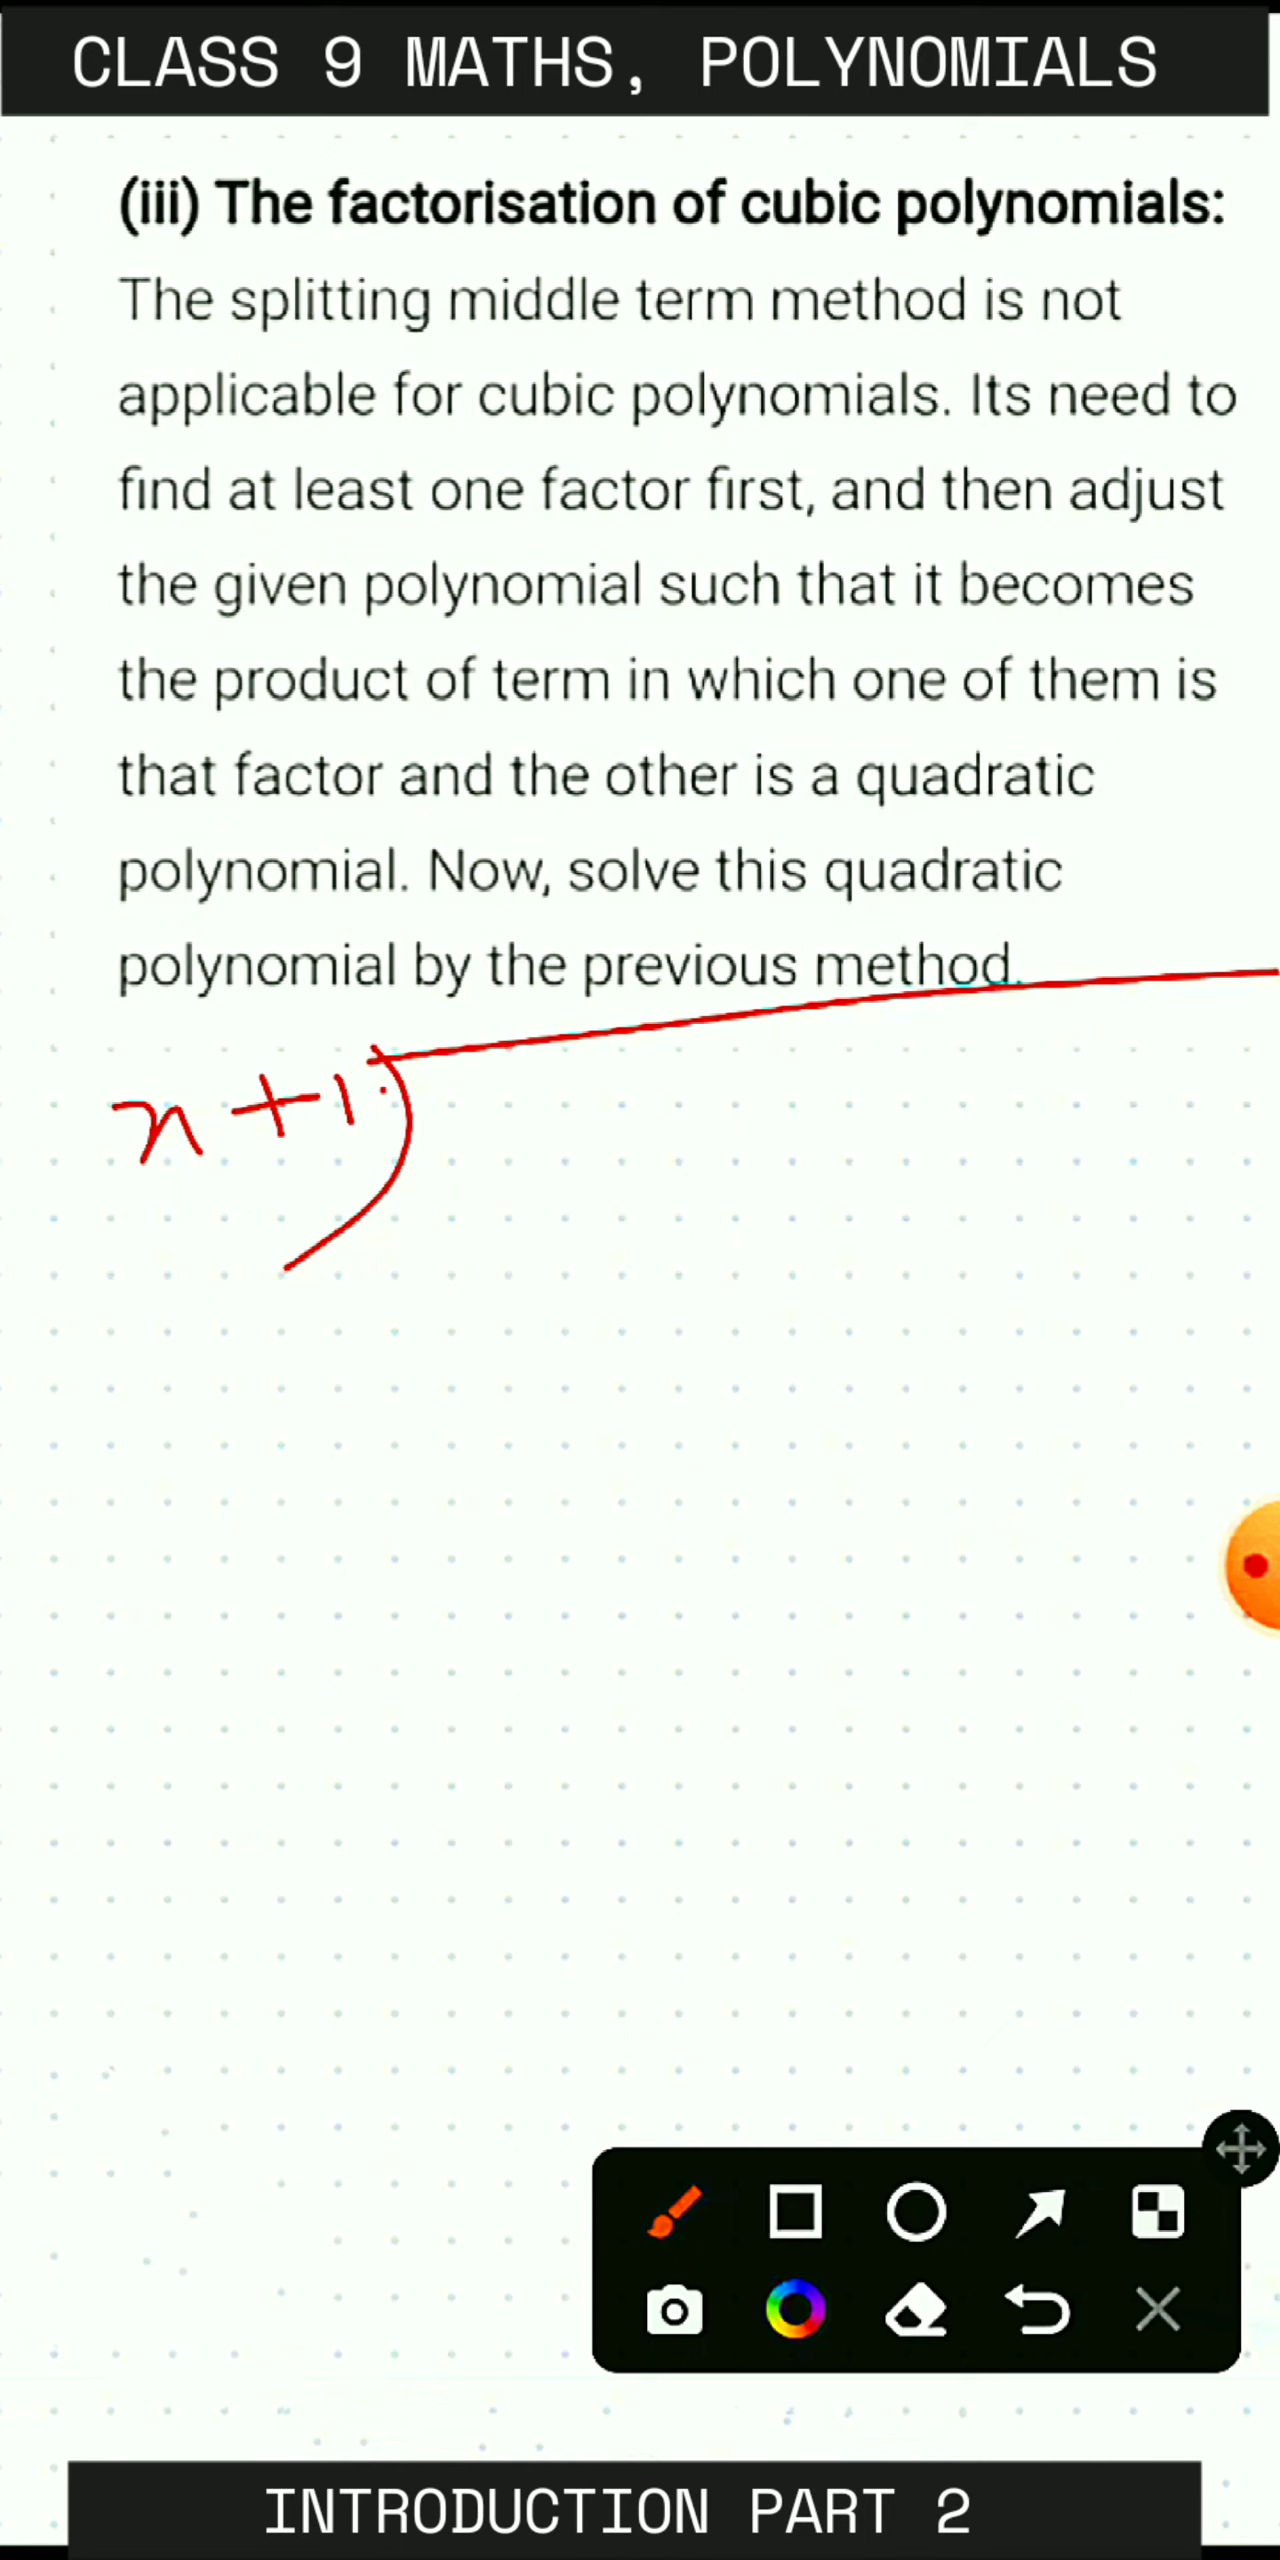 CLASS 9 MATHS, POLYNOMIALS
(iii) The factorisation of cubic polynomials:
The splitting middle term method is not
applicable for cubic polynomials. Its need to
find at least one factor first, and then adjust
the given polynomial such that it becomes
the product of term in which one of them is
that factor and the other is a quadratic
polynomial. Now, solve this quadratic
polynomial by the previous method.
x+1)
INTRODUCTION PART 2